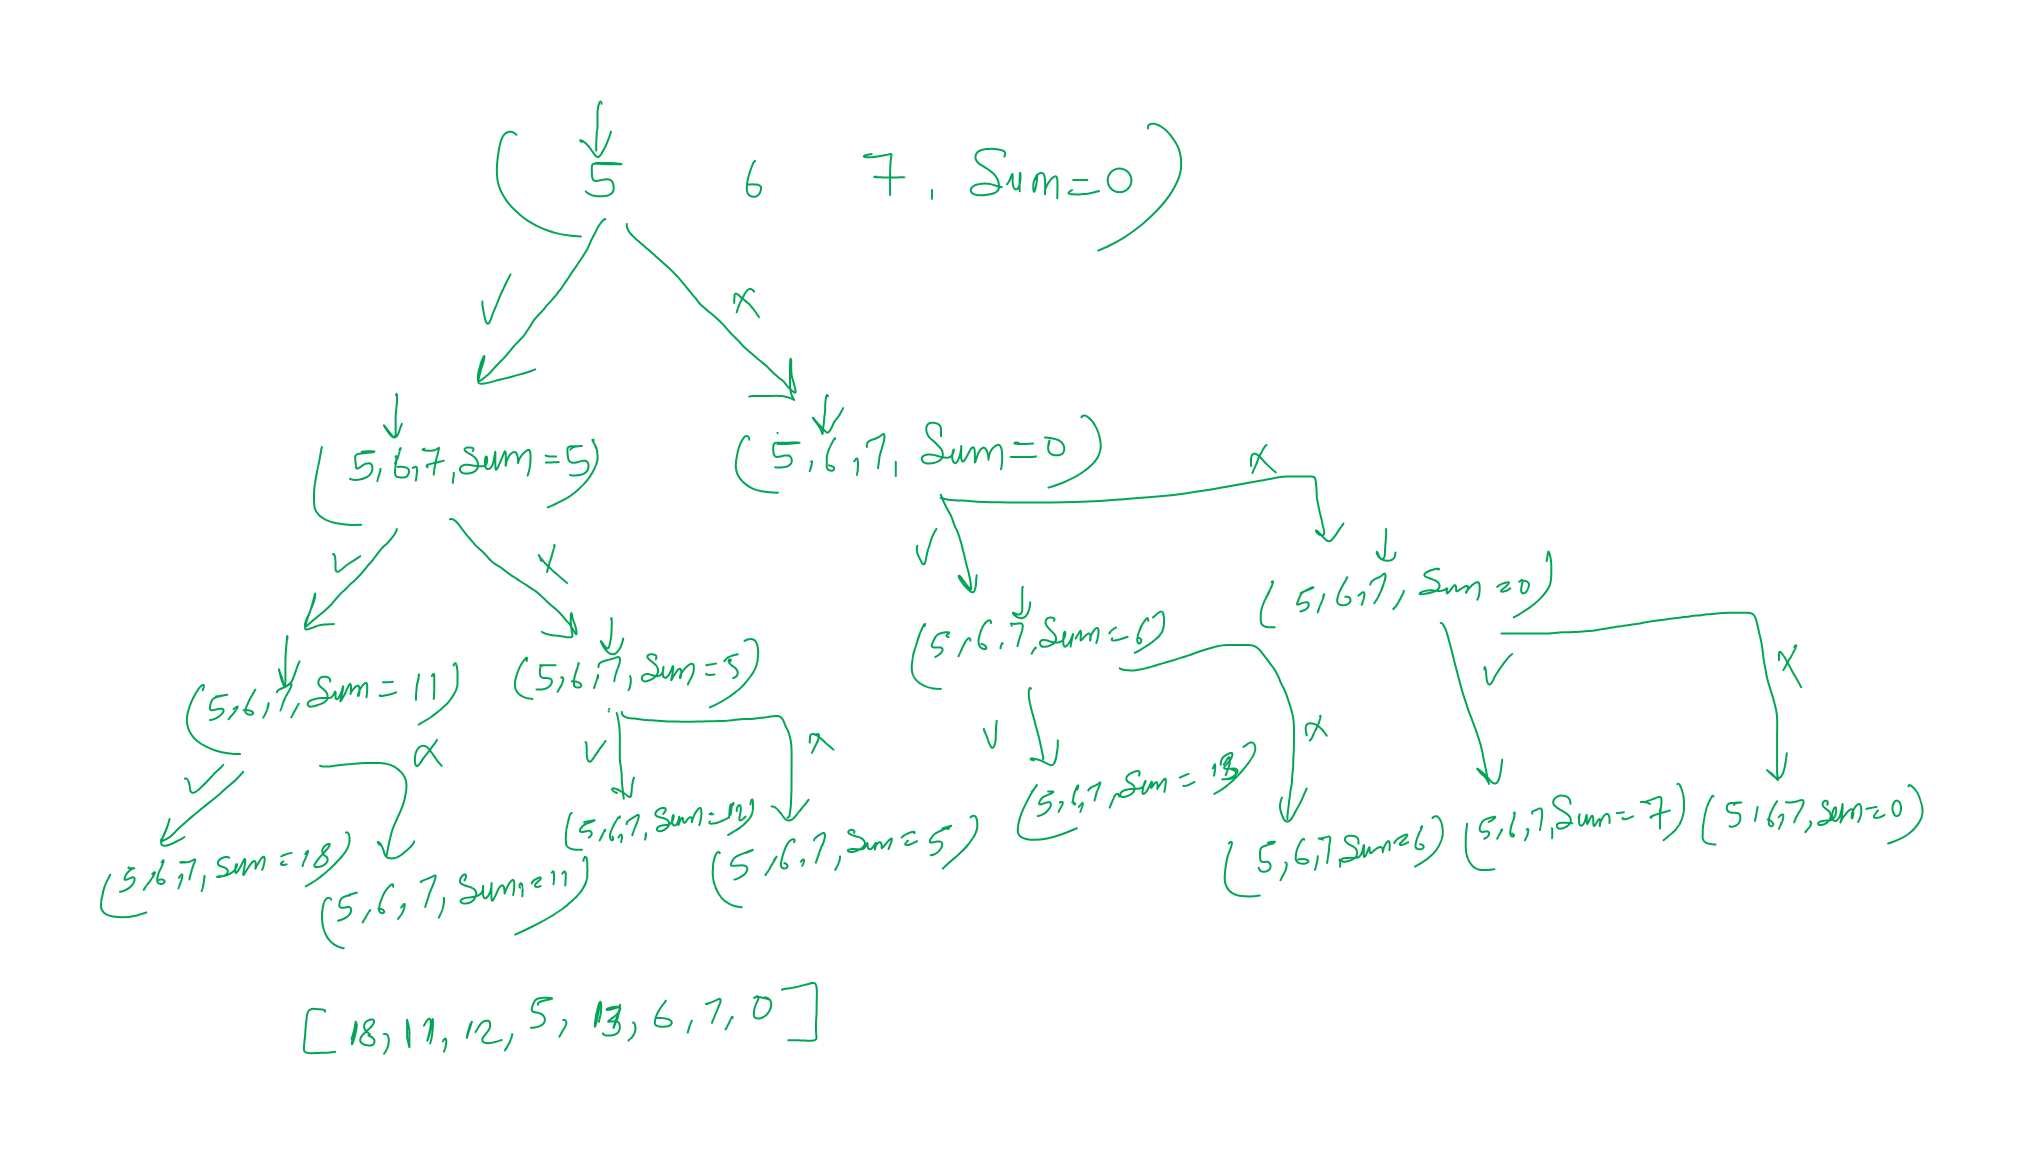 ( 5 6 7, Sum=0 )
✓ x
(5,6,7,Sum=5) (5,6,7, Sum=0)
x
✓ x ✓
(5,6,7, Sum=0)
(5,6,7,Sum=6)
(5,6,7,Sum=11) (5,6,7, Sum=5)
✓ x
✓ x ✓ x ✓ x
(5,6,7,Sum=18) (5,6,7, Sum=11) (5,6,7, Sum=12) (5,6,7, Sum=5) (5,6,7,Sum=13) (5,6,7,Sum=6) (5,6,7,Sum=7) (5,6,7,Sum=0)
[18,11,12,5,13,6,7,0]